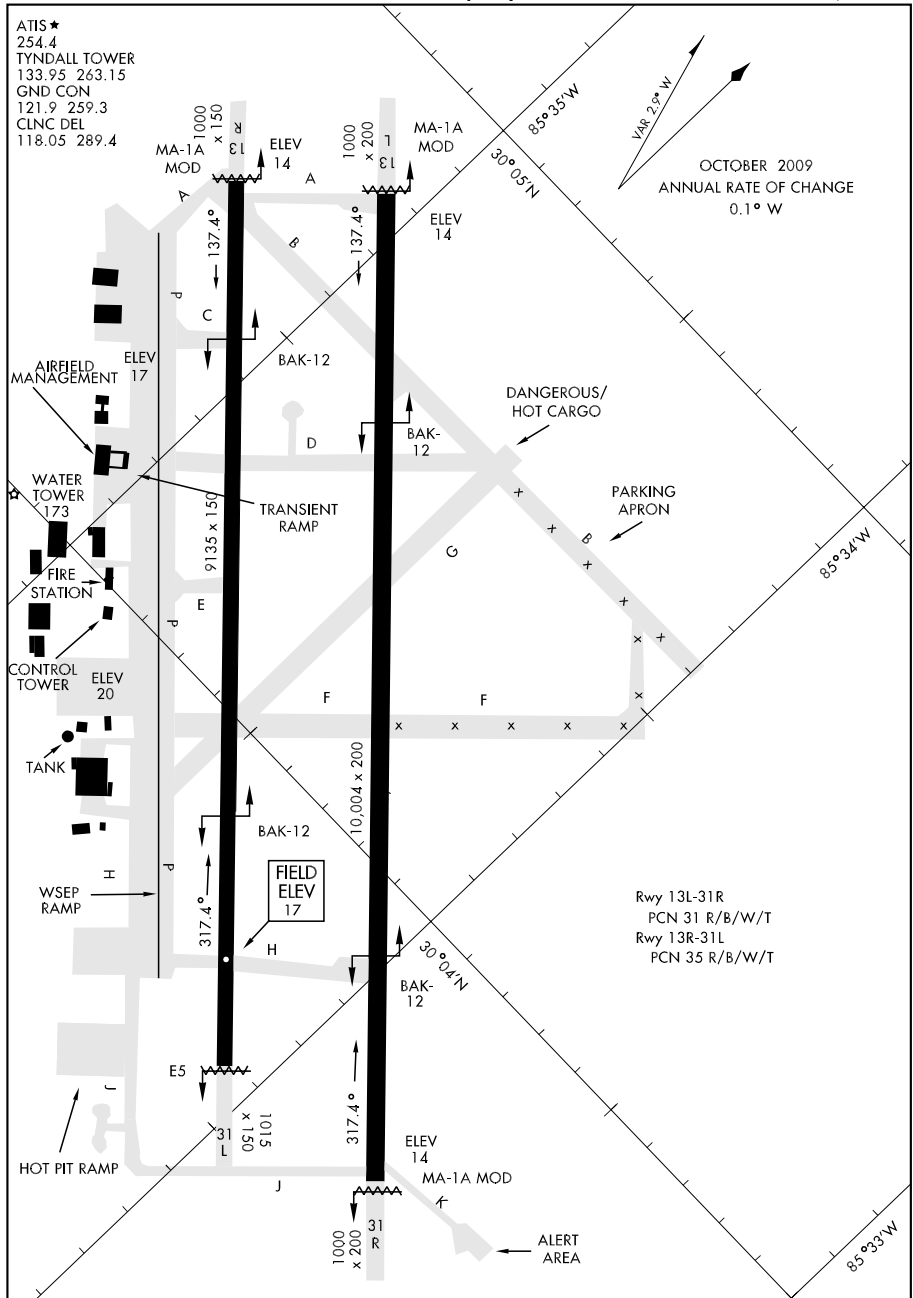 ATIS ★
254.4
TYNDALL TOWER
133.95 263.15
GND CON
121.9 259.3
CLNC DEL
118.05 289.4
1000
x 150
13
R
MA-1A
MOD
ELEV
14
A
A
1000
x 200
13
L
MA-1A
MOD
ELEV
14
85°35'W
30°05'N
VAR 2.9° W
OCTOBER 2009
ANNUAL RATE OF CHANGE
0.1° W
137.4°
137.4°
B
P
C
BAK-12
ELEV
17
AIRFIELD
MANAGEMENT
DANGEROUS/
HOT CARGO
BAK-
12
D
WATER
TOWER
173
TRANSIENT
RAMP
9135 x 150
PARKING
APRON
B
G
85°34'W
FIRE
STATION
E
P
CONTROL
TOWER
ELEV
20
F
F
TANK
10,004 x 200
BAK-12
H
P
WSEP
RAMP
FIELD
ELEV
17
317.4°
H
30°04'N
BAK-
12
Rwy 13L-31R
PCN 31 R/B/W/T
Rwy 13R-31L
PCN 35 R/B/W/T
E5
J
HOT PIT RAMP
31
L
1015
x 150
317.4°
ELEV
14
MA-1A MOD
J
K
1000
x 200
31
R
ALERT
AREA
85°33'W